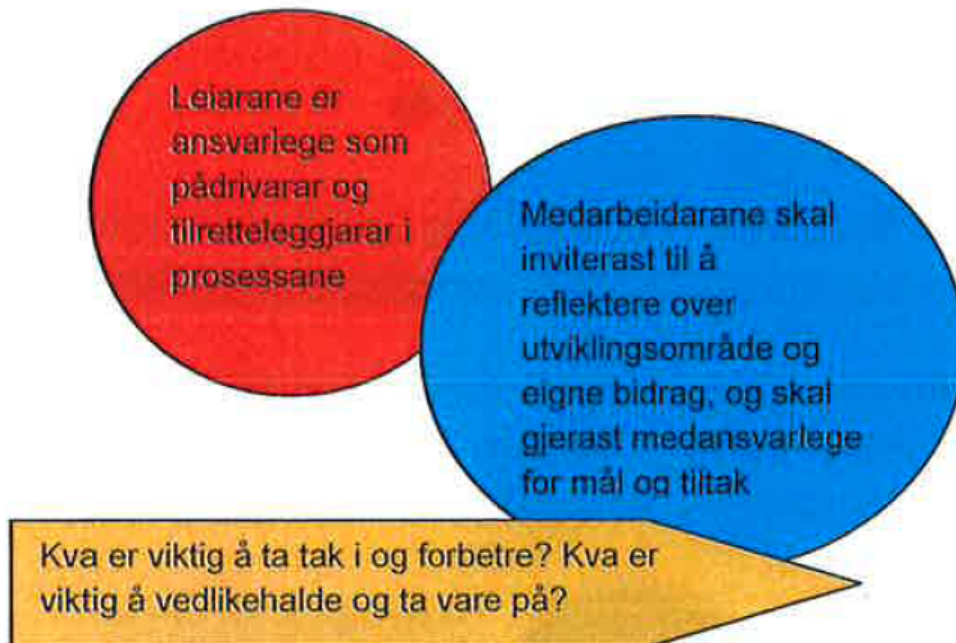 Leiarane er
ansvarlege som
pådrivarar og
tilretteleggjarar i
prosessane
Medarbeidarane skal
inviterast til å
reflektere over
utviklingsområde og
eigne bidrag, og skal
gjerast medansvarlege
for mål og tiltak
Kva er viktig å ta tak i og forbetre? Kva er
viktig å vedlikehalde og ta vare på?